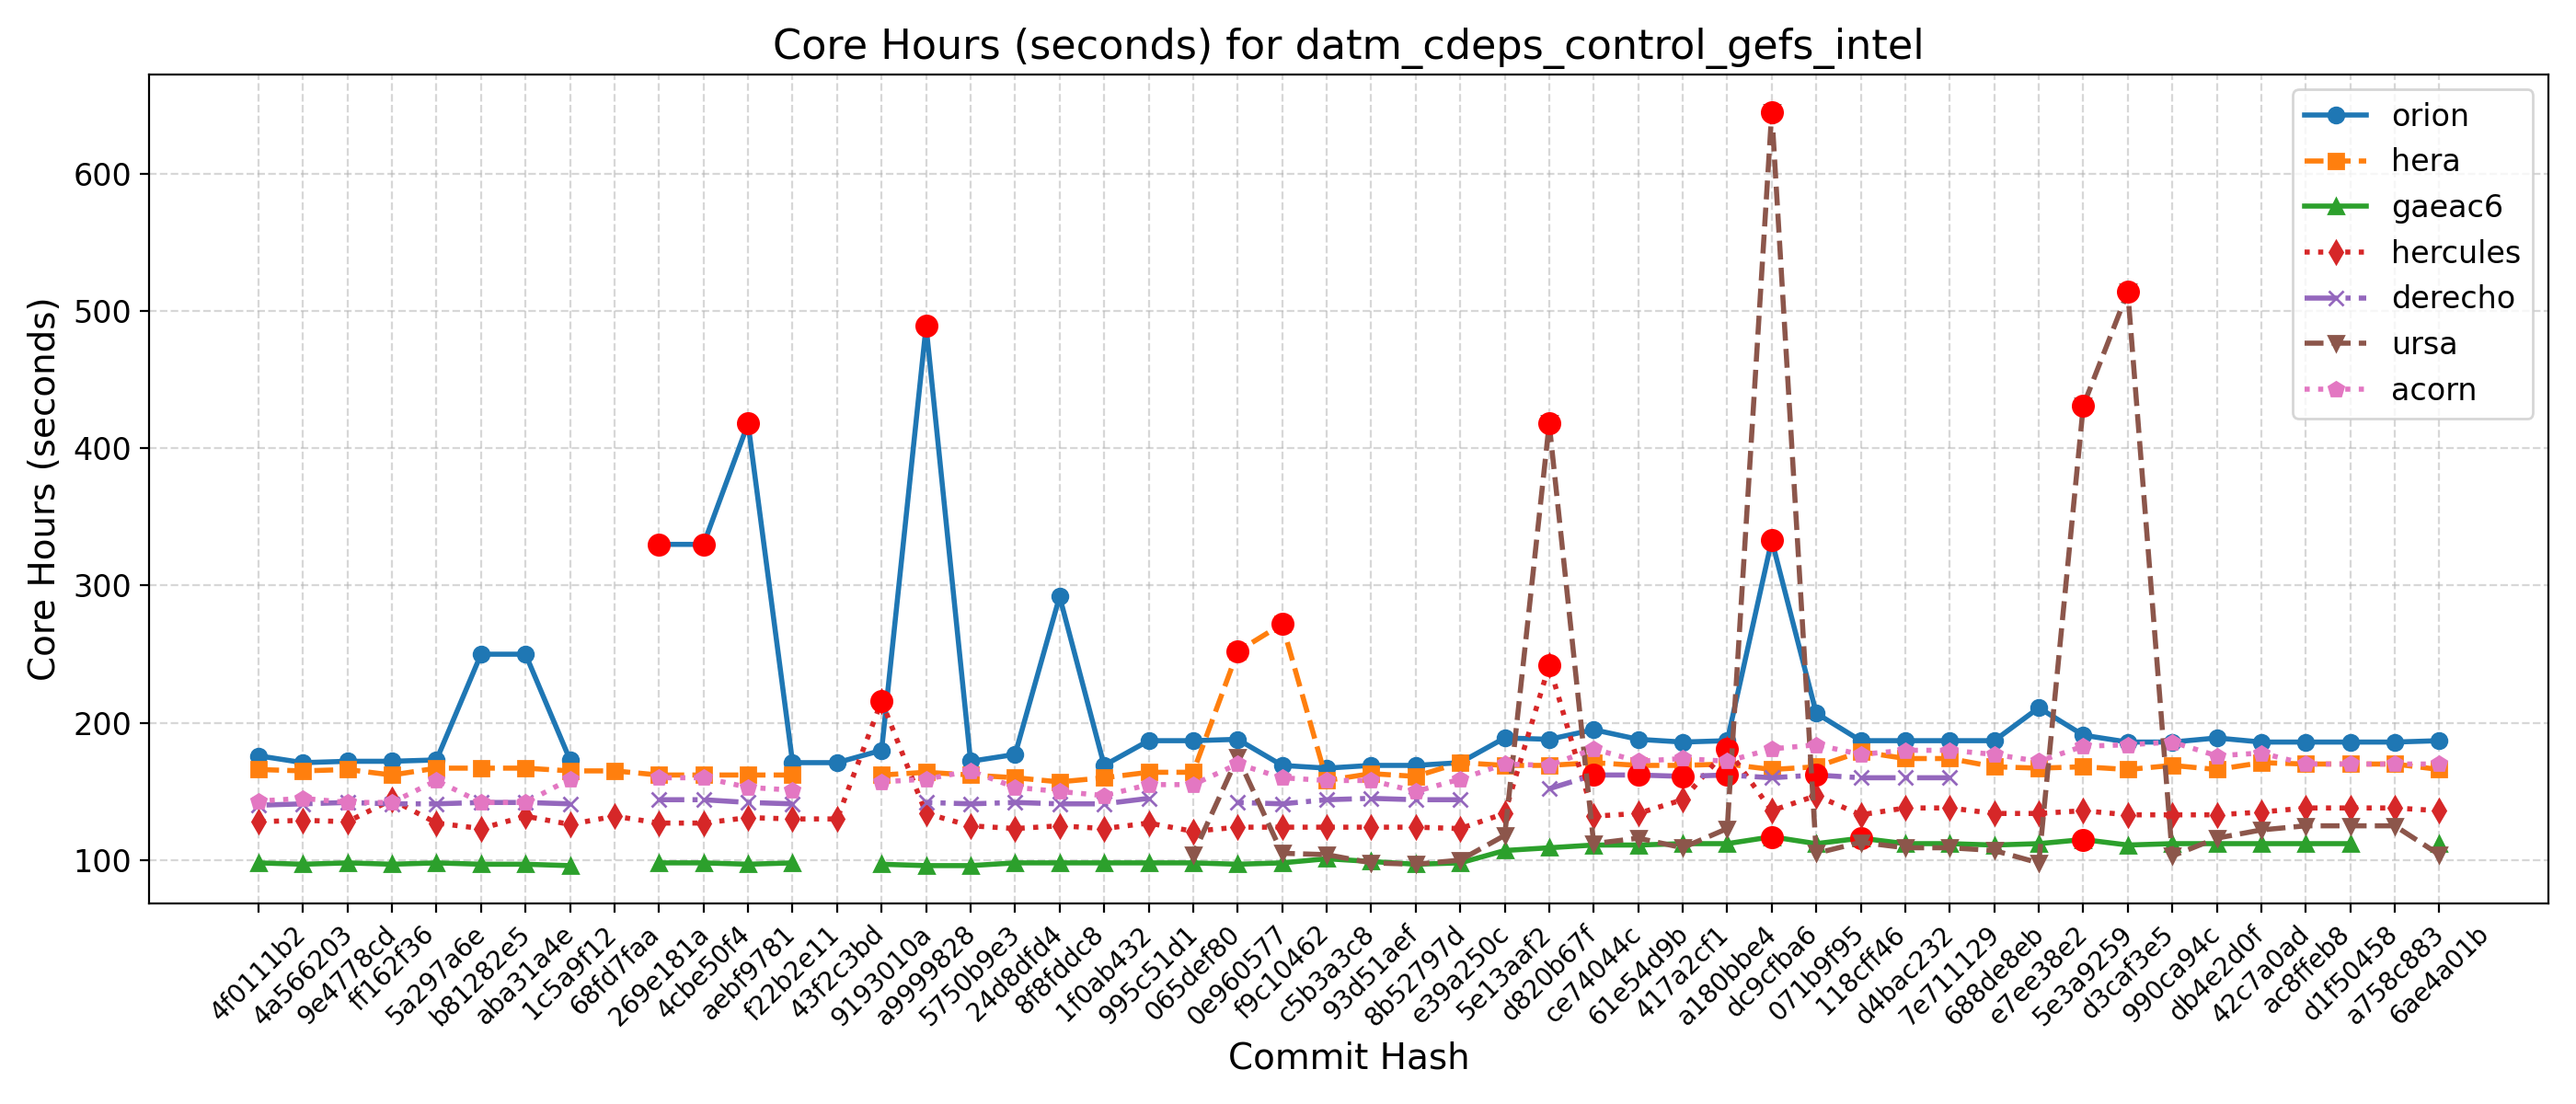 Core Hours (seconds) for datm_cdeps_control_gefs_intel
Core Hours (seconds)
600
500
400
300
200
100
orion
hera
gaeac6
hercules
derecho
ursa
acorn
4f0111b2
4a566203
9e4778cd
ff162f36
5a297a6e
b81282e5
aba31a4e
1c5a9f12
68fd7faa
269e181a
4cbe50f4
aebf9781
f22b2e11
43f2c3bd
9193010a
a9999828
5750b9e3
24d8dfd4
8f8fddc8
1f0ab432
995c51d1
065def80
0e960577
f9c10462
c5b3a3c8
93d51aef
8b52797d
e39a250c
5e13aaf2
d820b67f
ce74044c
61e54d9b
417a2cf1
a180bbe4
dc9cfba6
071b9f95
118cff46
d4bac232
7e711129
688de8eb
e7ee38e2
5e3a9259
d3caf3e5
990ca94c
db4e2d0f
42c7a0ad
ac8ffeb8
d1f50458
a758c883
6ae4a01b
Commit Hash